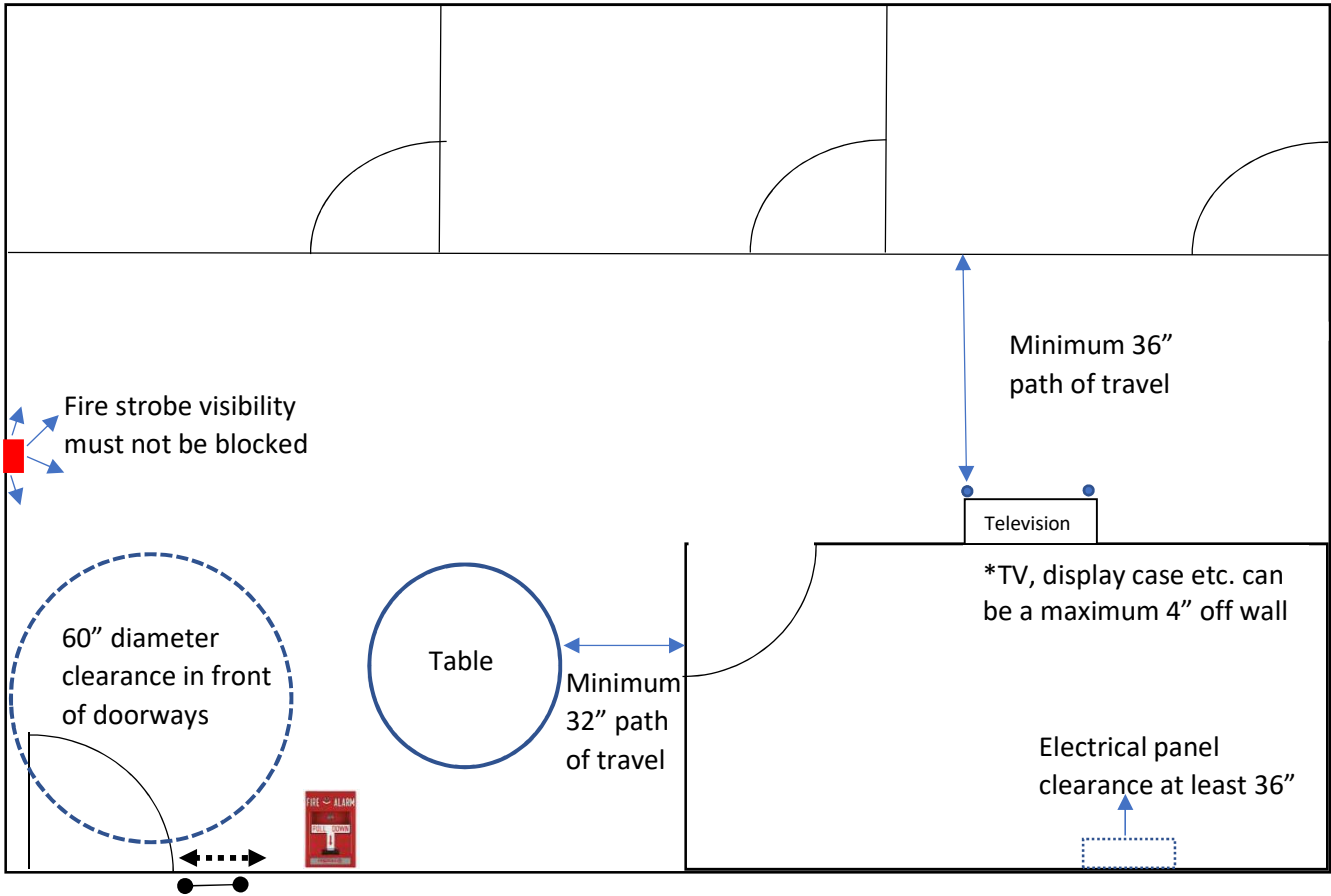 Minimum 36”
path of travel
Fire strobe visibility
must not be blocked
Television
*TV, display case etc. can
be a maximum 4” off wall
60” diameter
clearance in front
of doorways
Table
Minimum
32” path
of travel
Electrical panel
clearance at least 36”
FIRE ALARM
PULL DOWN